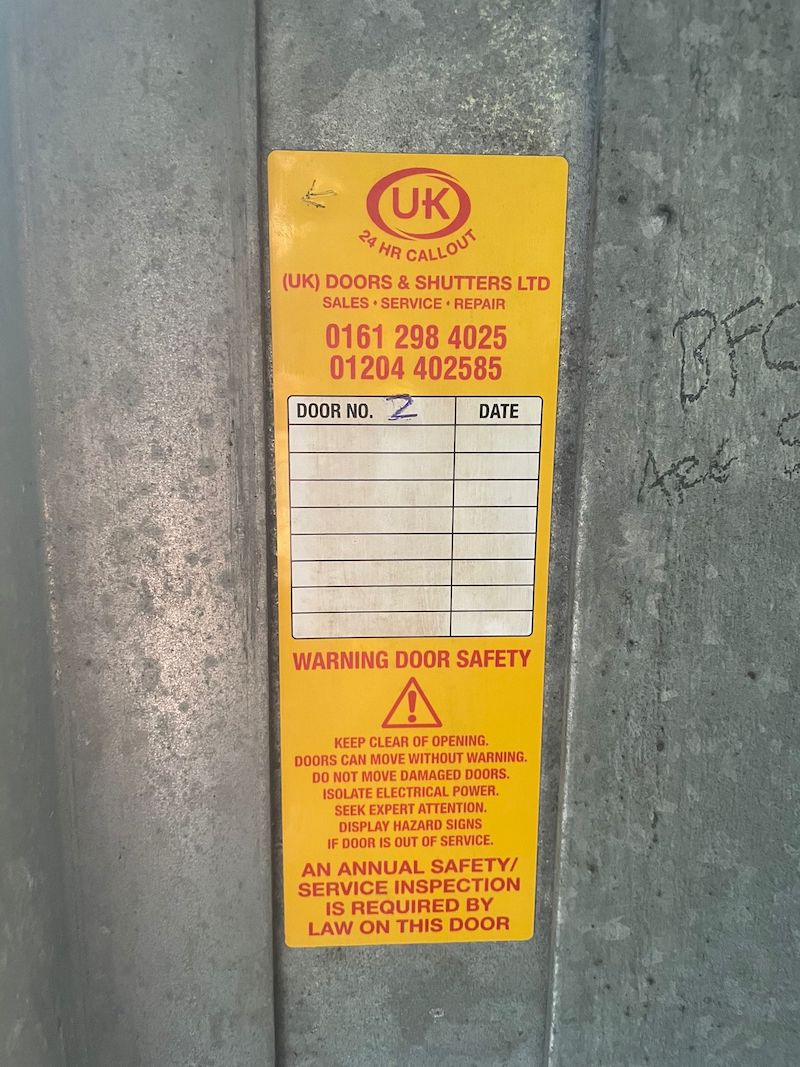 UK
24 HR CALLOUT
(UK) DOORS & SHUTTERS LTD
SALES • SERVICE • REPAIR
0161 298 4025
01204 402585
DOOR NO. 2 DATE
WARNING DOOR SAFETY
KEEP CLEAR OF OPENING.
DOORS CAN MOVE WITHOUT WARNING.
DO NOT MOVE DAMAGED DOORS.
ISOLATE ELECTRICAL POWER.
SEEK EXPERT ATTENTION.
DISPLAY HAZARD SIGNS
IF DOOR IS OUT OF SERVICE.
AN ANNUAL SAFETY/
SERVICE INSPECTION
IS REQUIRED BY
LAW ON THIS DOOR